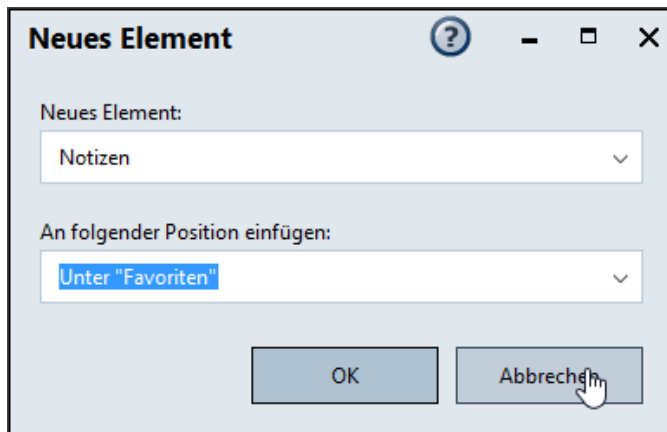 Neues Element
?
Neues Element:
Notizen
An folgender Position einfügen:
Unter "Favoriten"
OK
Abbrechen